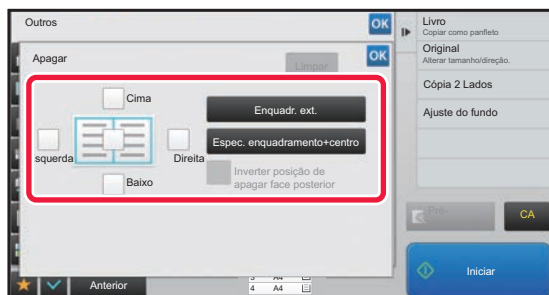 Outros
OK
Apagar
Limpar
OK
Cima
squerda
Direita
Baixo
Enquadr. ext.
Espec. enquadramento+centro
Inverter posição de
apagar face posterior
Anterior
3 A4
4 A4
Livro
Copiar como panfleto
Original
Alterar tamanho/direção.
Cópia 2 Lados
Ajuste do fundo
CA
Iniciar